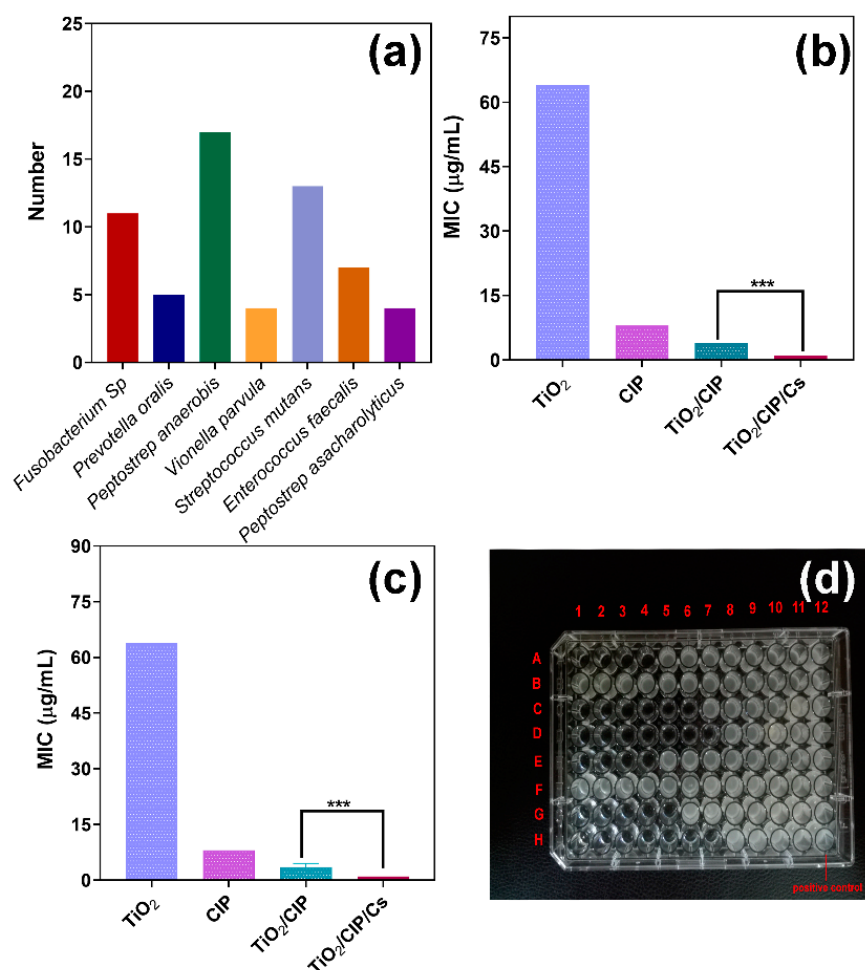 (a)
25
20
15
10
5
0
Number
Fusobacterium Sp
Prevotella oralis
Peptostrep anaerobis
Vionella parvula
Streptococcus mutans
Enterococcus faecalis
Peptostrep asacharolyticus
(b)
75
60
45
30
15
0
MIC (µg/mL)
***
TiO₂
CIP
TiO₂/CIP
TiO₂/CIP/Cs
(c)
90
75
60
45
30
15
0
MIC (µg/mL)
***
TiO₂
CIP
TiO₂/CIP
TiO₂/CIP/Cs
(d)
1 2 3 4 5 6 7 8 9 10 11 12
A
B
C
D
E
F
G
H
positive control